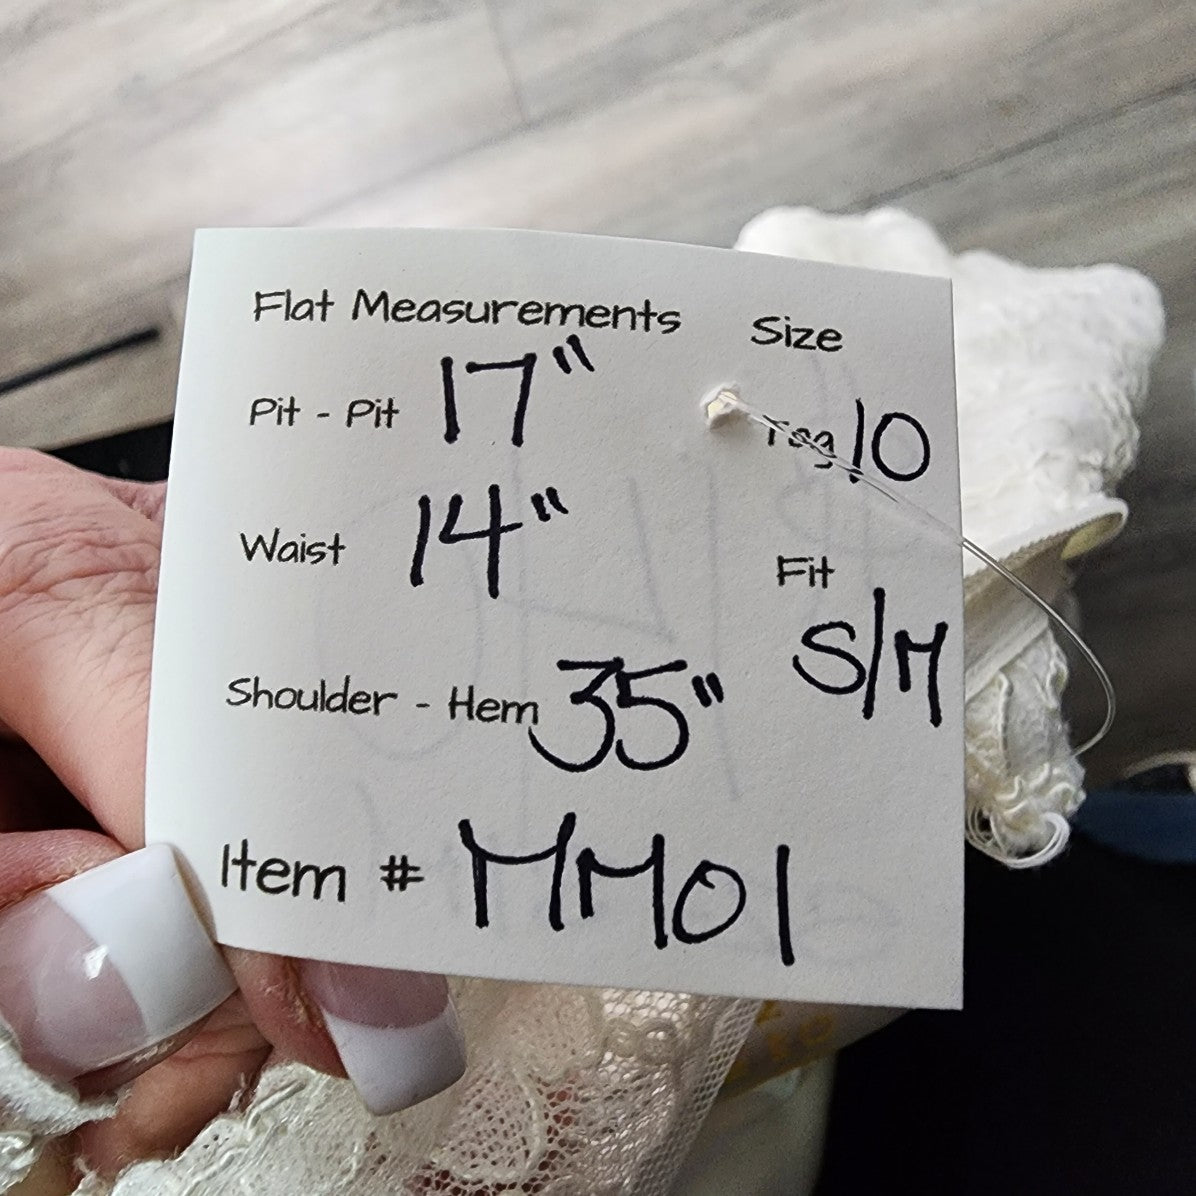 Flat Measurements
Size
Pit - Pit 17"
Tag 10
Waist 14"
Fit
S/M
Shoulder - Hem 35"
Item # MM01